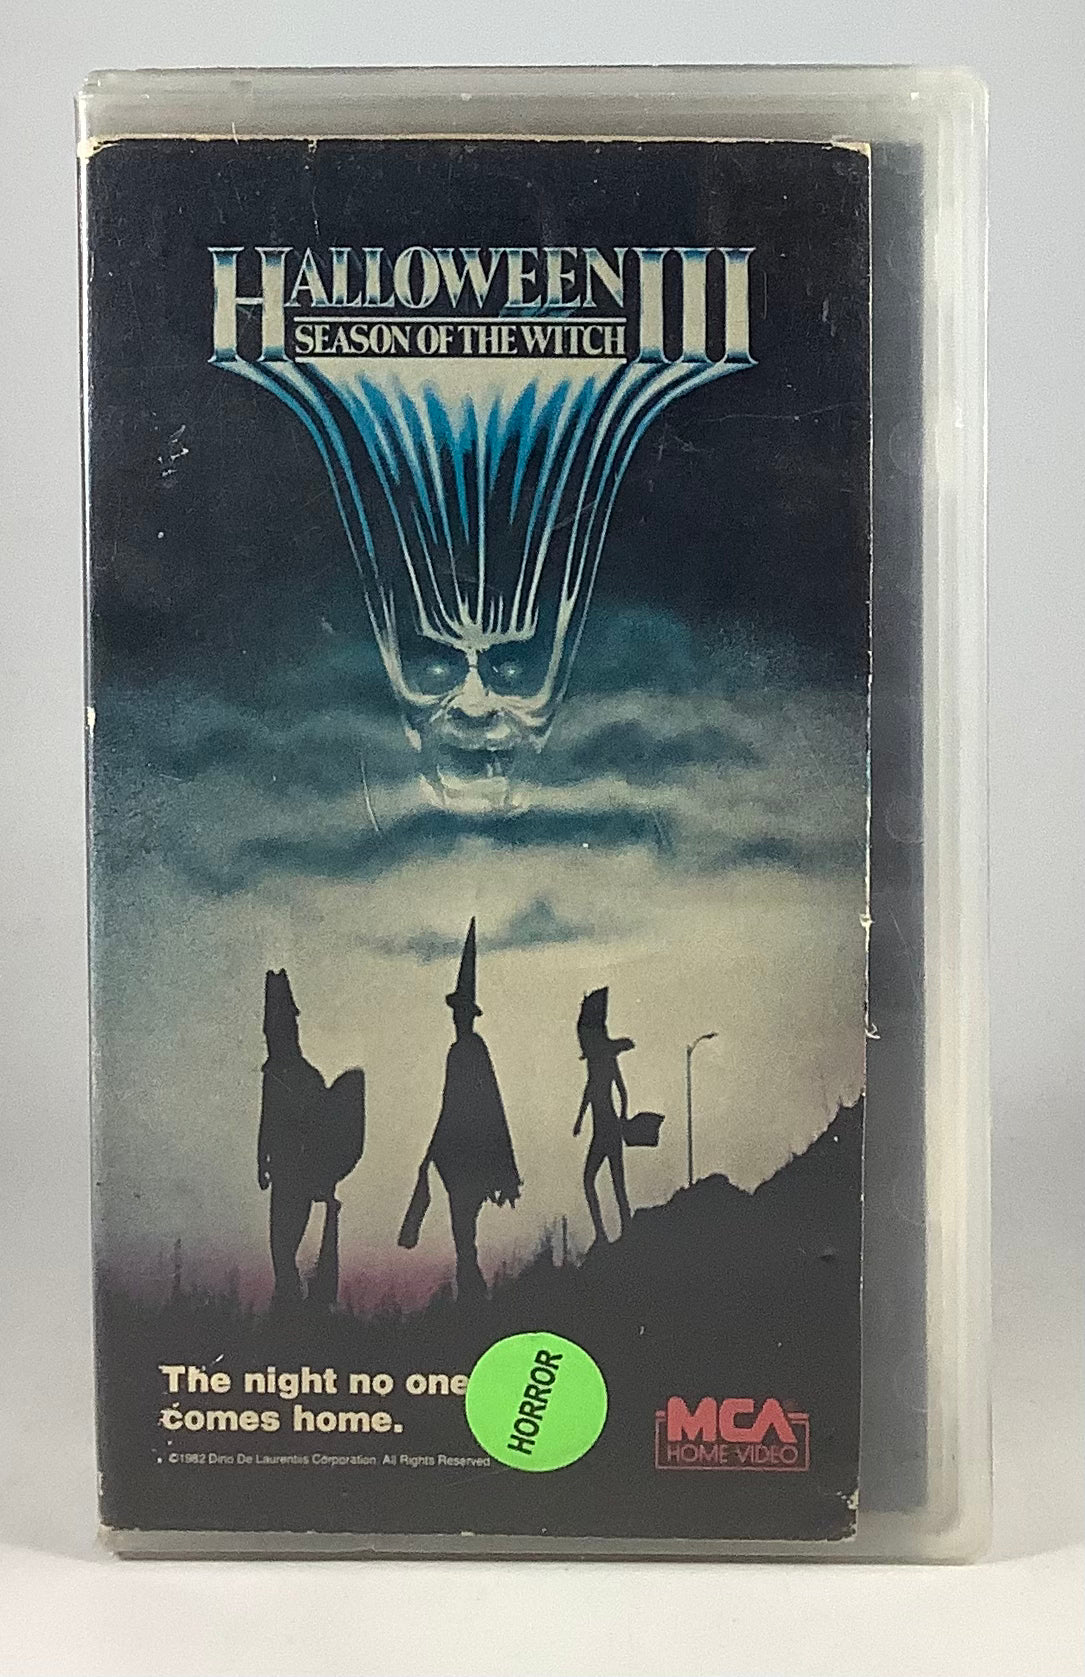 HALLOWEEN III
SEASON OF THE WITCH
The night no one
comes home.
©1982 Dino De Laurentiis Corporation. All Rights Reserved
HORROR
MCA
HOME VIDEO